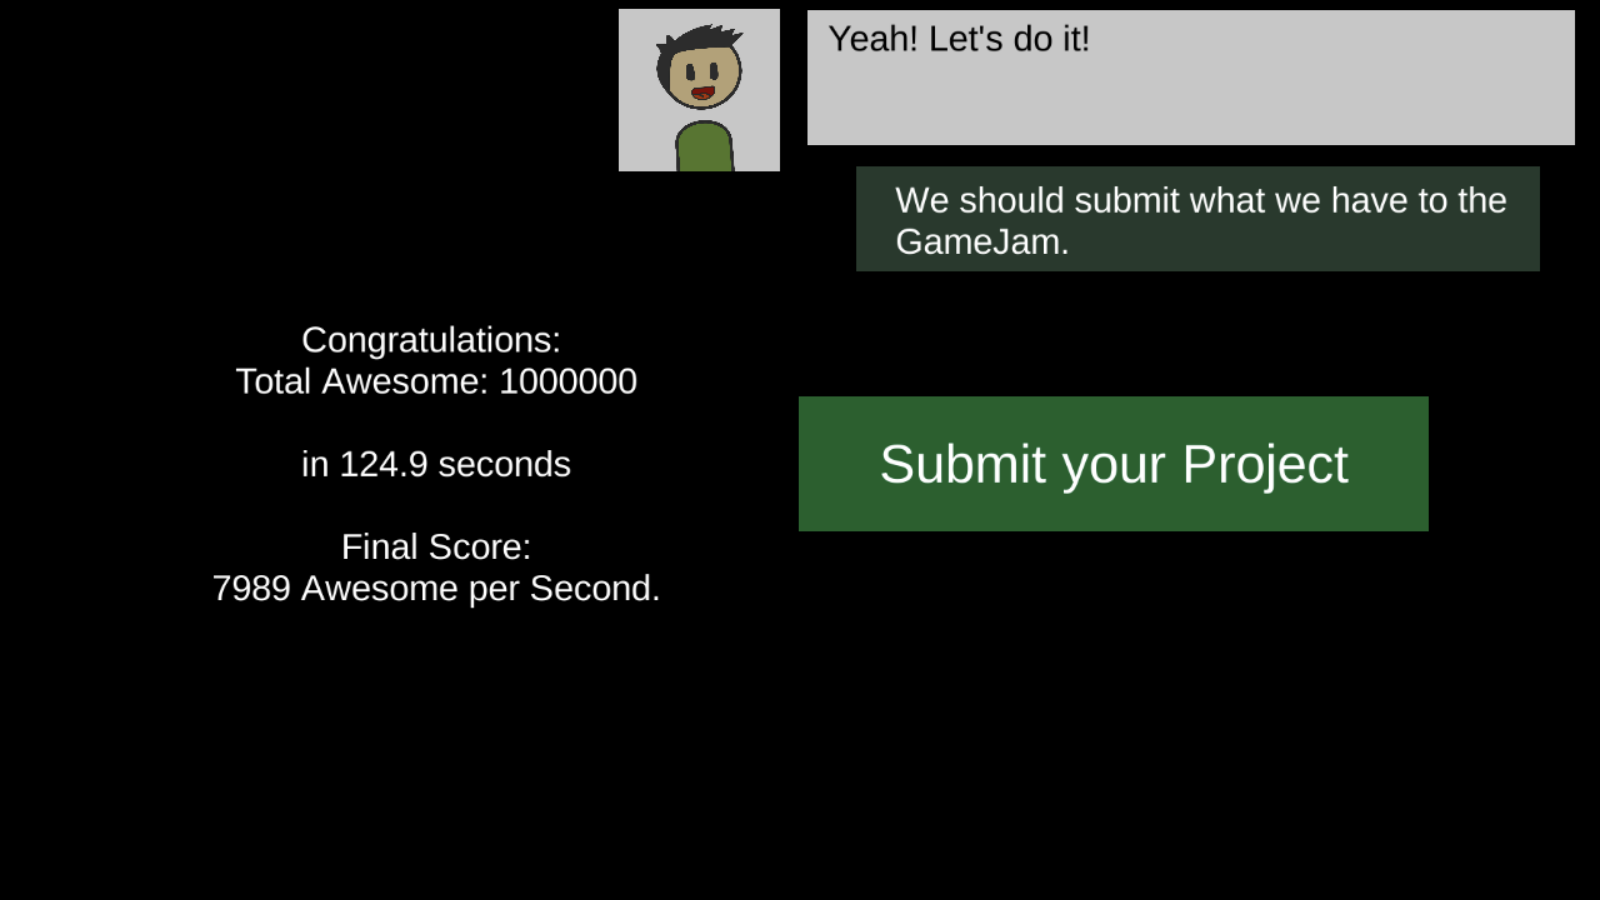 Yeah! Let's do it!
We should submit what we have to the
GameJam.
Congratulations:
Total Awesome: 1000000
in 124.9 seconds
Final Score:
7989 Awesome per Second.
Submit your Project